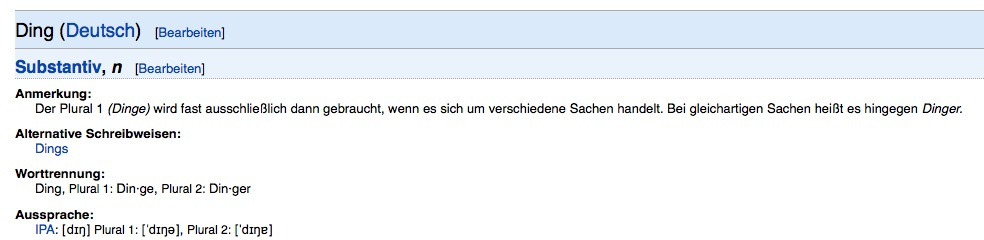 Ding (Deutsch) [Bearbeiten]
Substantiv, n [Bearbeiten]
Anmerkung:
Der Plural 1 (Dinge) wird fast ausschließlich dann gebraucht, wenn es sich um verschiedene Sachen handelt. Bei gleichartigen Sachen heißt es hingegen Dinger.
Alternative Schreibweisen:
Dings
Worttrennung:
Ding, Plural 1: Din·ge, Plural 2: Din·ger
Aussprache:
IPA: [dɪŋ] Plural 1: [ˈdɪŋə], Plural 2: [ˈdɪŋɐ]